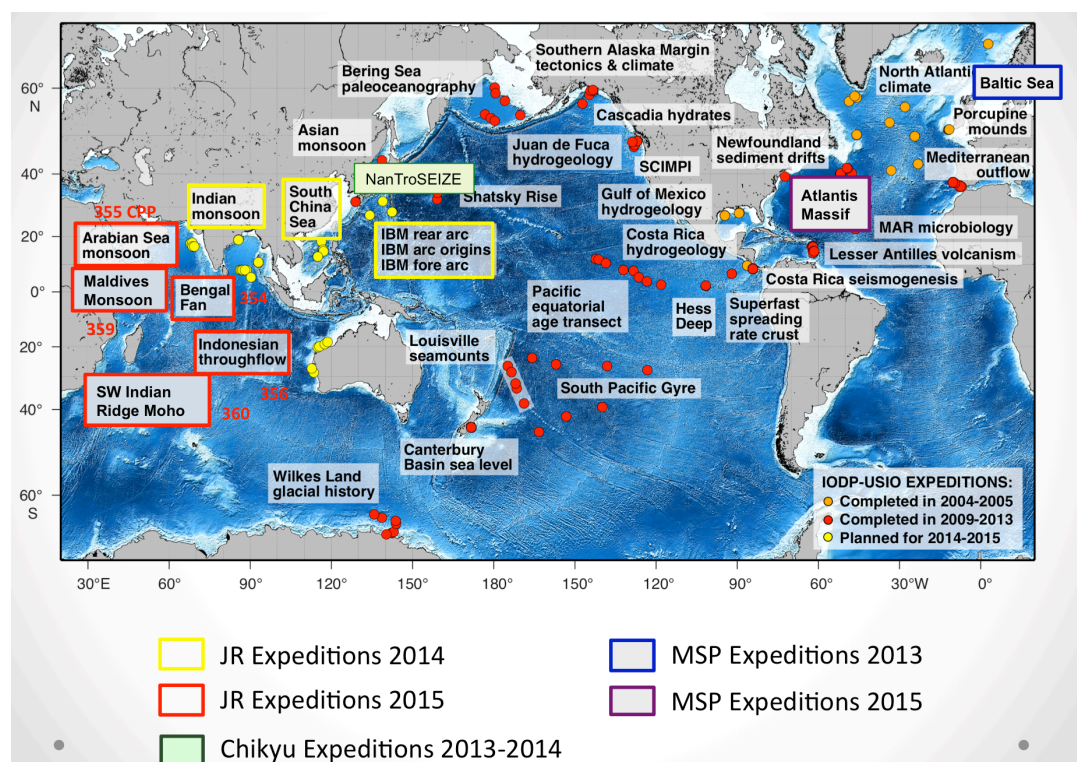 Southern Alaska Margin
tectonics & climate
Bering Sea
paleoceanography
North Atlantic
climate
Baltic Sea
Cascadia hydrates
Porcupine
mounds
Asian
monsoon
Juan de Fuca
hydrogeology
Newfoundland
sediment drifts
SCIMPI
Mediterranean
outflow
NanTroSEIZE
Indian
monsoon
South
China
Sea
Shatsky Rise
Gulf of Mexico
hydrogeology
Atlantis
Massif
355 CPP
Arabian Sea
monsoon
IBM rear arc
IBM arc origins
IBM fore arc
Costa Rica
hydrogeology
MAR microbiology
Lesser Antilles volcanism
Maldives
Monsoon
Bengal
Fan
354
Costa Rica seismogenesis
Pacific
equatorial
age transect
Hess
Deep
Superfast
spreading
rate crust
359
Indonesian
throughflow
Louisville
seamounts
SW Indian
Ridge Moho
356
360
South Pacific Gyre
Canterbury
Basin sea level
Wilkes Land
glacial history
IODP-USIO EXPEDITIONS:
Completed in 2004-2005
Completed in 2009-2013
Planned for 2014-2015
60°
N
40°
20°
0°
20°
40°
60°
S
30°E
60°
90°
120°
150°
180°
150°
120°
90°
60°
30°W
0°
JR Expeditions 2014
MSP Expeditions 2013
JR Expeditions 2015
MSP Expeditions 2015
Chikyu Expeditions 2013-2014